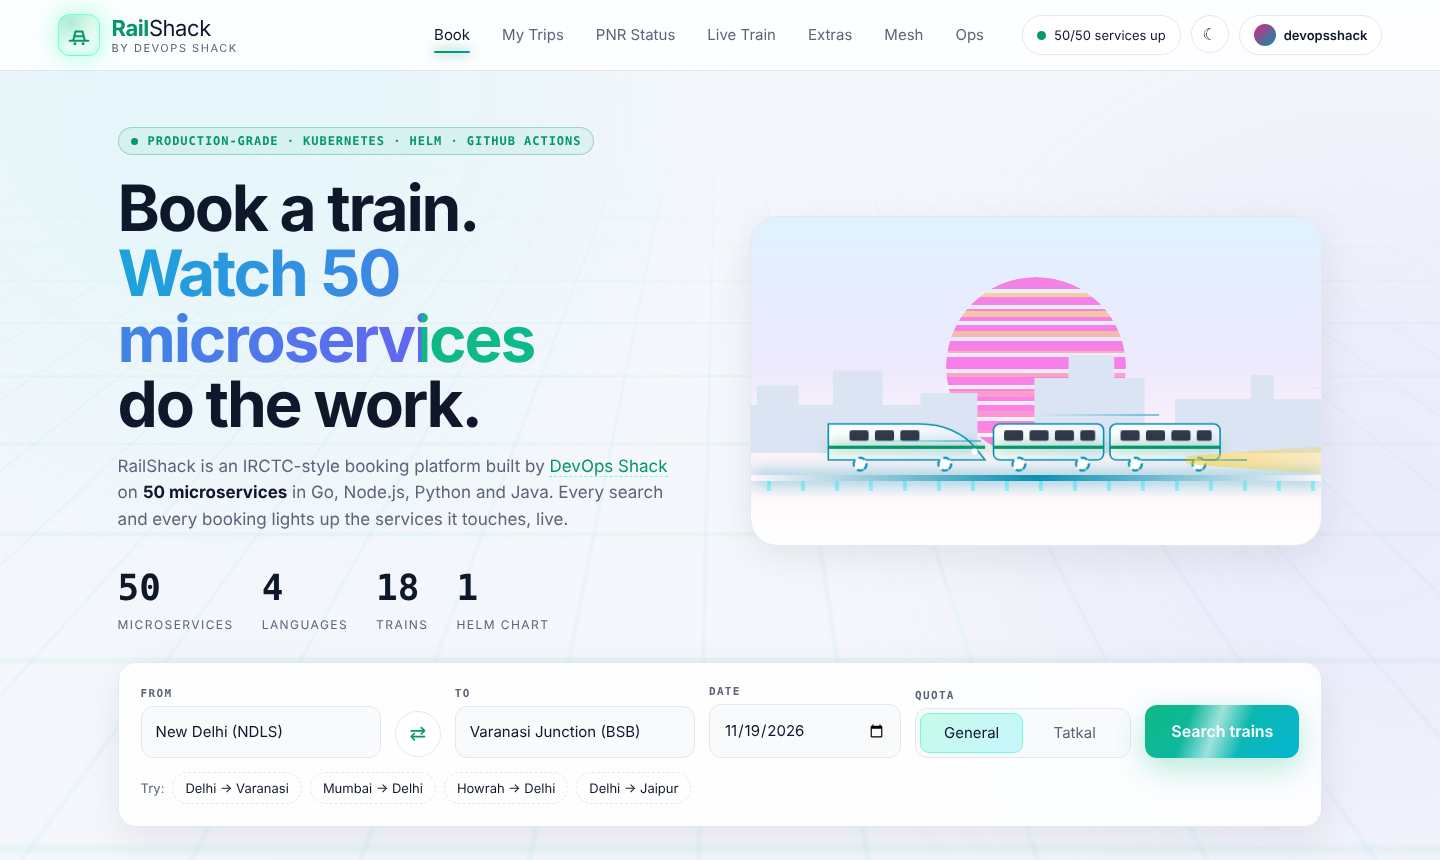 RailShack
BY DEVOPS SHACK
Book
My Trips
PNR Status
Live Train
Extras
Mesh
Ops
50/50 services up
devopsshack
PRODUCTION-GRADE · KUBERNETES · HELM · GITHUB ACTIONS
Book a train.
Watch 50
microservices
do the work.
RailShack is an IRCTC-style booking platform built by DevOps Shack
on 50 microservices in Go, Node.js, Python and Java. Every search
and every booking lights up the services it touches, live.
50
MICROSERVICES
4
LANGUAGES
18
TRAINS
1
HELM CHART
FROM
New Delhi (NDLS)
TO
Varanasi Junction (BSB)
DATE
11/19/2026
QUOTA
General
Tatkal
Search trains
Try:
Delhi → Varanasi
Mumbai → Delhi
Howrah → Delhi
Delhi → Jaipur